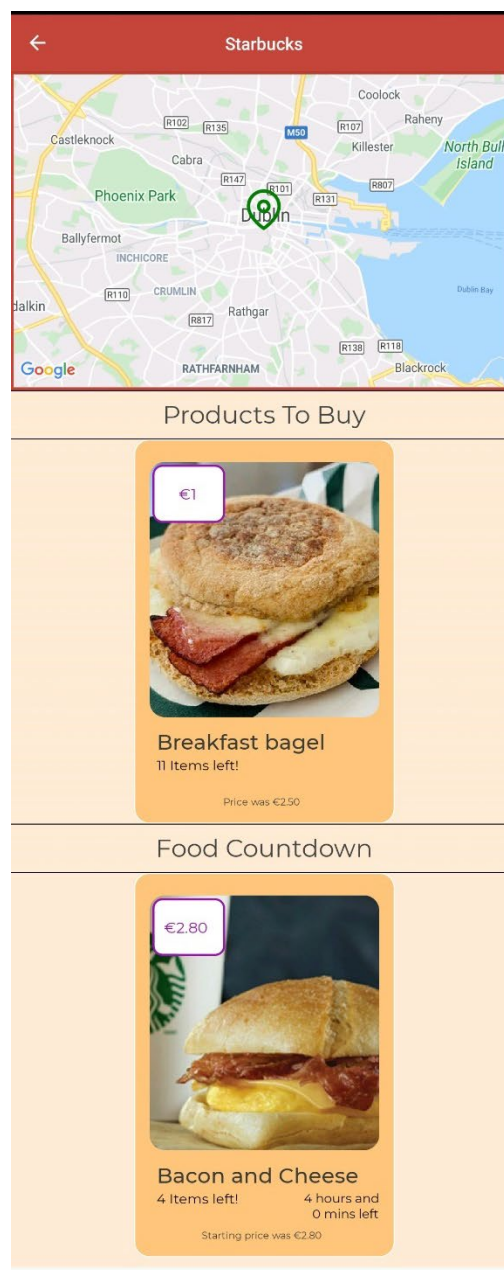 Starbucks
Coolock
R102
R135
M50
R107
Raheny
Castleknock
Killester
North Bull
Island
Cabra
R147
R101
R807
Phoenix Park
R131
Dublin
Ballyfermot
INCHICORE
R110
CRUMLIN
Dublin Bay
dalkin
R817
Rathgar
R138
R118
Google
RATHFARNHAM
Blackrock
Products To Buy
€1
Breakfast bagel
11 Items left!
Price was €2.50
Food Countdown
€2.80
Bacon and Cheese
4 Items left!
4 hours and
0 mins left
Starting price was €2.80